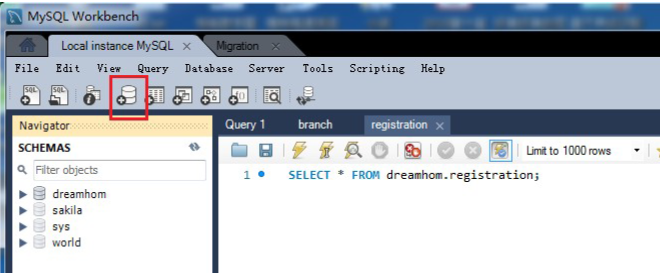 MySQL Workbench
Local instance MySQL ×
Migration ×
File Edit View Query Database Server Tools Scripting Help
SQL SQL
Navigator
Query 1 branch registration ×
SCHEMAS
Limit to 1000 rows
Filter objects
1 SELECT * FROM dreamhom.registration;
dreamhom
sakila
sys
world